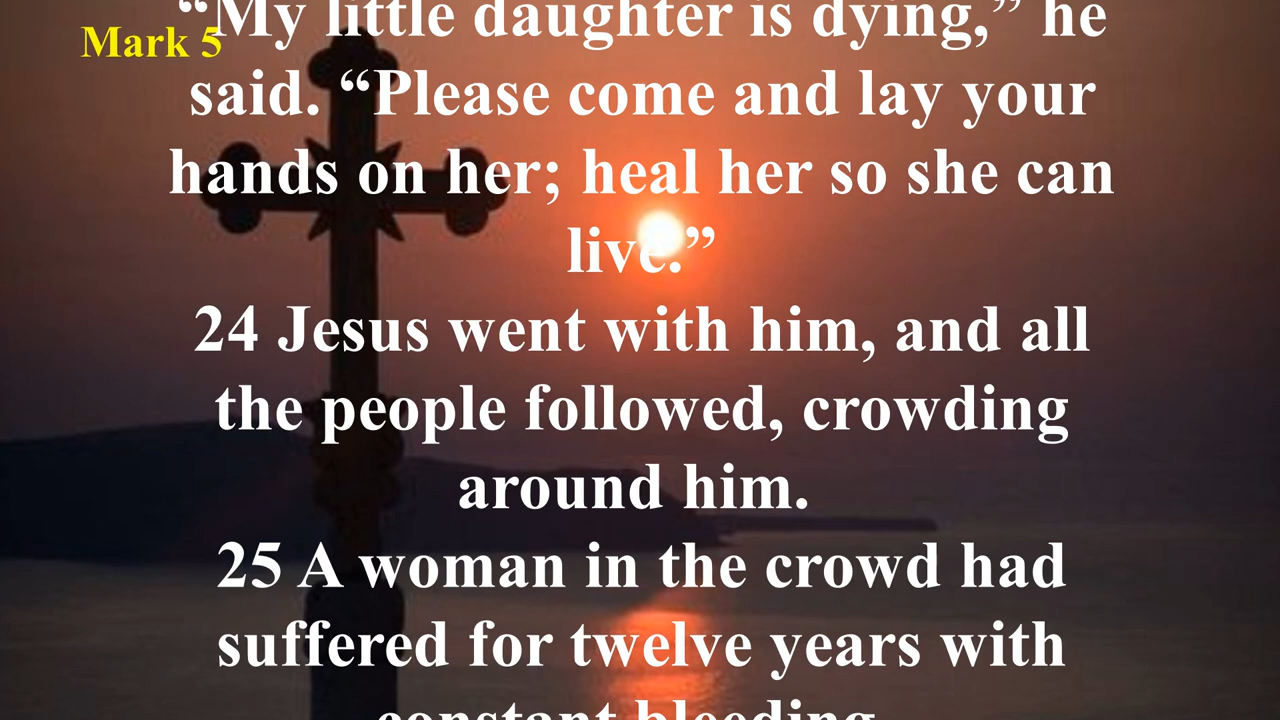 Mark 5
“My little daughter is dying,” he
said. “Please come and lay your
hands on her; heal her so she can
live.”
24 Jesus went with him, and all
the people followed, crowding
around him.
25 A woman in the crowd had
suffered for twelve years with
constant bleeding